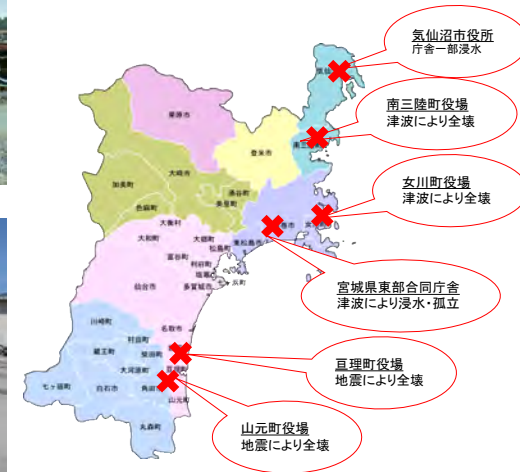 気仙沼市役所
庁舎一部浸水
南三陸町役場
津波により全壊
女川町役場
津波により全壊
宮城県東部合同庁舎
津波により浸水・孤立
亘理町役場
地震により全壊
山元町役場
地震により全壊
栗原市
登米市
大崎市
加美町
色麻町
涌谷町
美里町
大衡村
大和町
大郷町
松島町
東松島市
富谷町
利府町
塩竈
多賀城市
仙台市
名取市
川崎町
村田町
蔵王町
柴田町
大河原町
亘理町
七ヶ宿町
白石市
角田市
山元町
丸森町